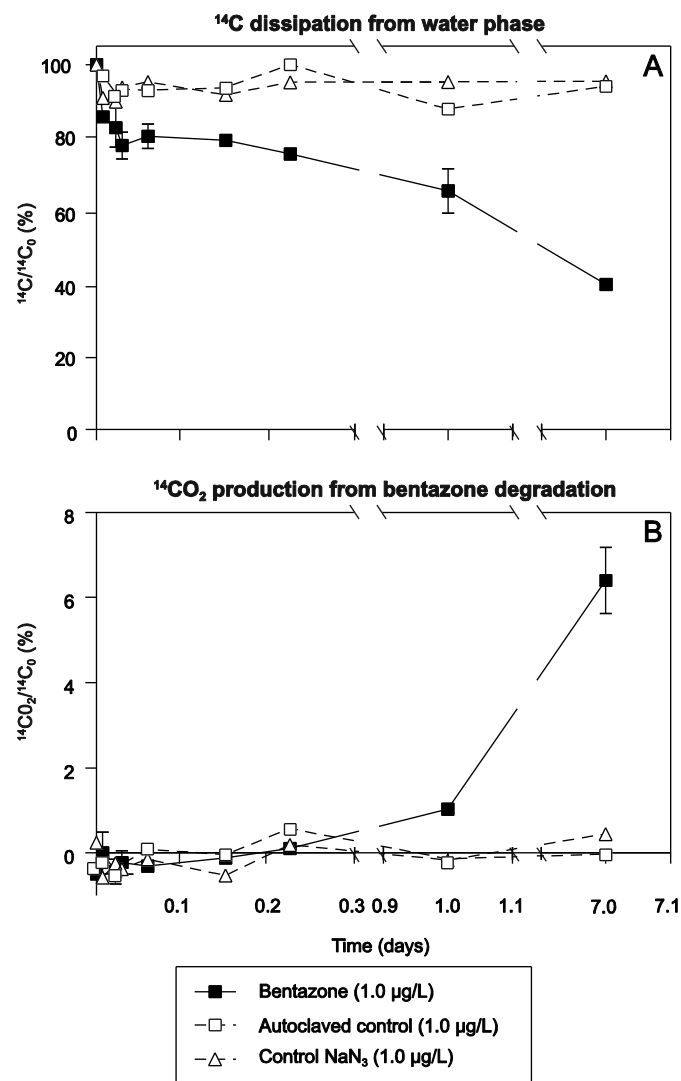 ¹⁴C dissipation from water phase
A
100
80
60
40
20
0
¹⁴C/¹⁴C₀ (%)
¹⁴CO₂ production from bentazone degradation
B
8
6
4
2
0
¹⁴C0₂/¹⁴C₀ (%)
0.1 0.2 0.3 0.9 1.0 1.1 7.0 7.1
Time (days)
Bentazone (1.0 µg/L)
Autoclaved control (1.0 µg/L)
Control NaN₃ (1.0 µg/L)